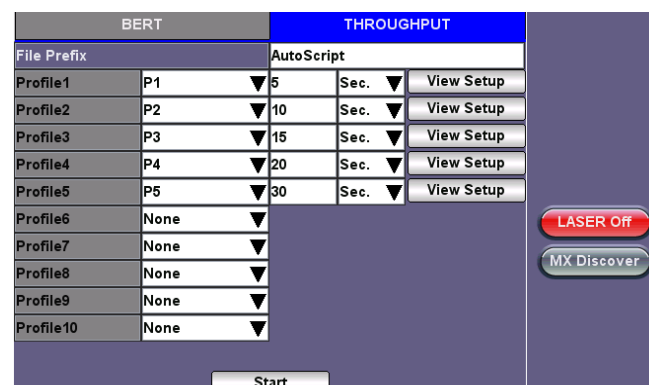 BERT THROUGHPUT
File Prefix AutoScript
Profile1 P1 5 Sec. View Setup
Profile2 P2 10 Sec. View Setup
Profile3 P3 15 Sec. View Setup
Profile4 P4 20 Sec. View Setup
Profile5 P5 30 Sec. View Setup
Profile6 None
LASER Off
Profile7 None
MX Discover
Profile8 None
Profile9 None
Profile10 None
Start